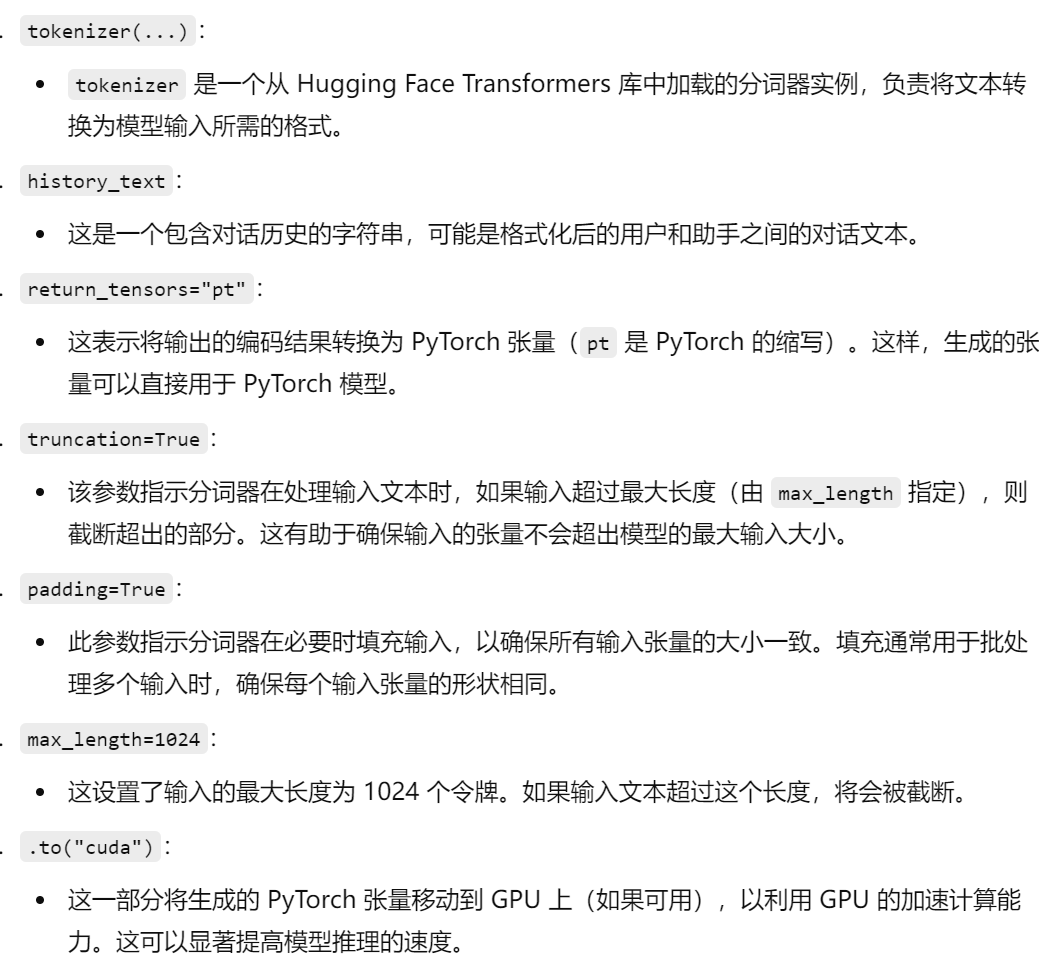 . tokenizer(...)：
• tokenizer 是一个从 Hugging Face Transformers 库中加载的分词器实例，负责将文本转
换为模型输入所需的格式。
. history_text：
• 这是一个包含对话历史的字符串，可能是格式化后的用户和助手之间的对话文本。
. return_tensors="pt"：
• 这表示将输出的编码结果转换为 PyTorch 张量（pt 是 PyTorch 的缩写）。这样，生成的张
量可以直接用于 PyTorch 模型。
. truncation=True：
• 该参数指示分词器在处理输入文本时，如果输入超过最大长度（由 max_length 指定），则
截断超出的部分。这有助于确保输入的张量不会超出模型的最大输入大小。
. padding=True：
• 此参数指示分词器在必要时填充输入，以确保所有输入张量的大小一致。填充通常用于批处
理多个输入时，确保每个输入张量的形状相同。
. max_length=1024：
• 这设置了输入的最大长度为 1024 个令牌。如果输入文本超过这个长度，将会被截断。
. .to("cuda")：
• 这一部分将生成的 PyTorch 张量移动到 GPU 上（如果可用），以利用 GPU 的加速计算能
力。这可以显著提高模型推理的速度。